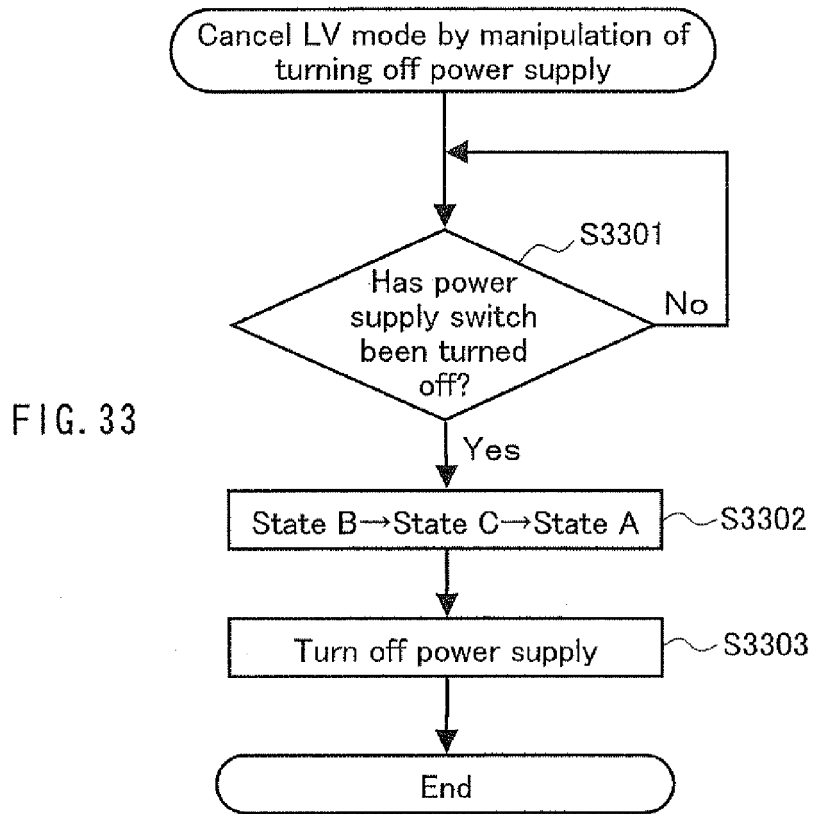 Cancel LV mode by manipulation of
turning off power supply
S3301
Has power
supply switch
been turned
off?
No
FIG. 33
Yes
State B→State C→State A
S3302
Turn off power supply
S3303
End